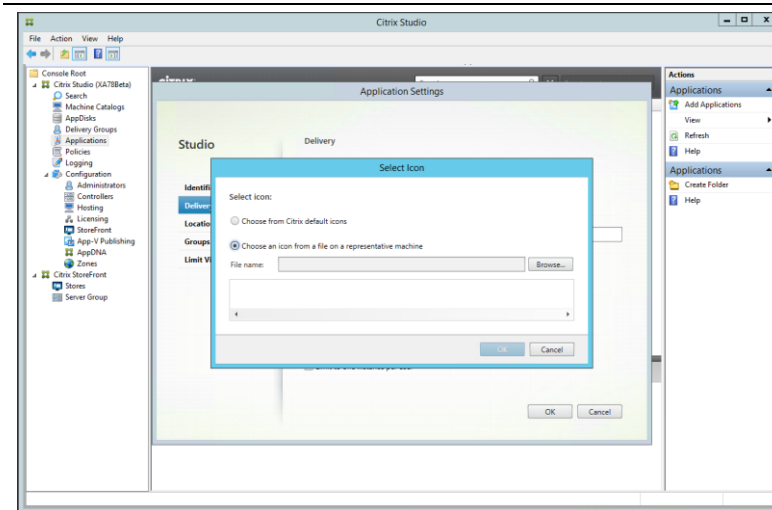 Citrix Studio
File Action View Help
Console Root
Citrix Studio (XA78Beta)
Search
Machine Catalogs
AppDisks
Delivery Groups
Applications
Policies
Logging
Configuration
Administrators
Controllers
Hosting
Licensing
StoreFront
App-V Publishing
AppDNA
Zones
Citrix StoreFront
Stores
Server Group
Application Settings
Studio
Delivery
Identifi
Deliver
Locatio
Groups
Limit Vi
Select Icon
Select icon:
Choose from Citrix default icons
Choose an icon from a file on a representative machine
File name:
Browse...
OK Cancel
OK Cancel
Actions
Applications
Add Applications
View
Refresh
Help
Applications
Create Folder
Help